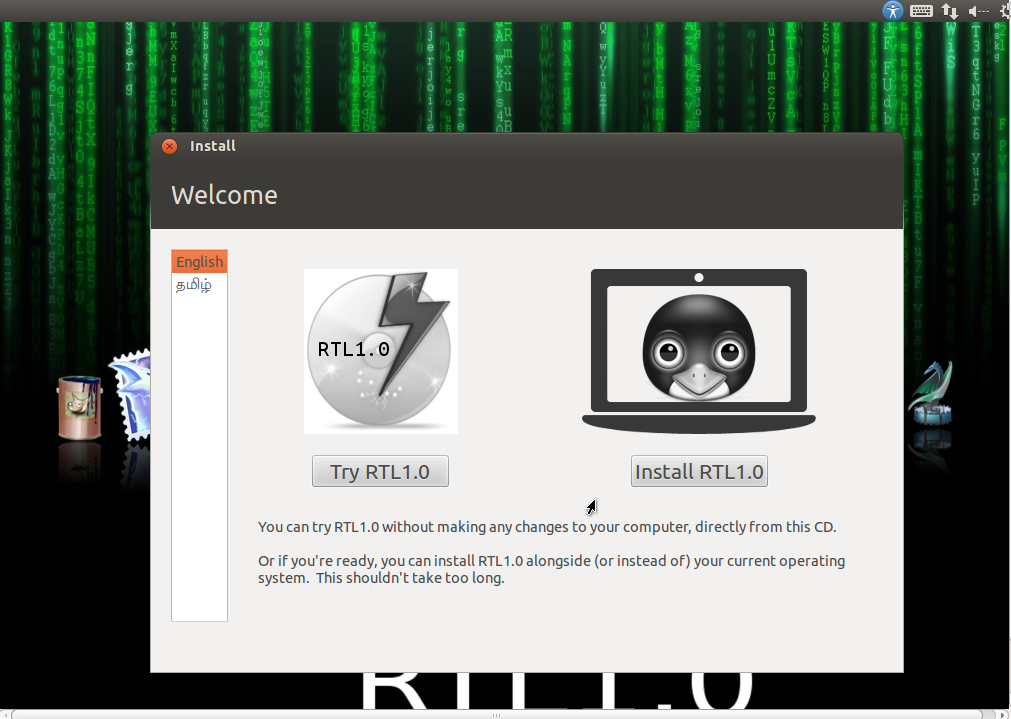 Install
Welcome
English
தமிழ்
RTL1.0
Try RTL1.0
Install RTL1.0
You can try RTL1.0 without making any changes to your computer, directly from this CD.
Or if you're ready, you can install RTL1.0 alongside (or instead of) your current operating
system.  This shouldn't take too long.
RTL1.0